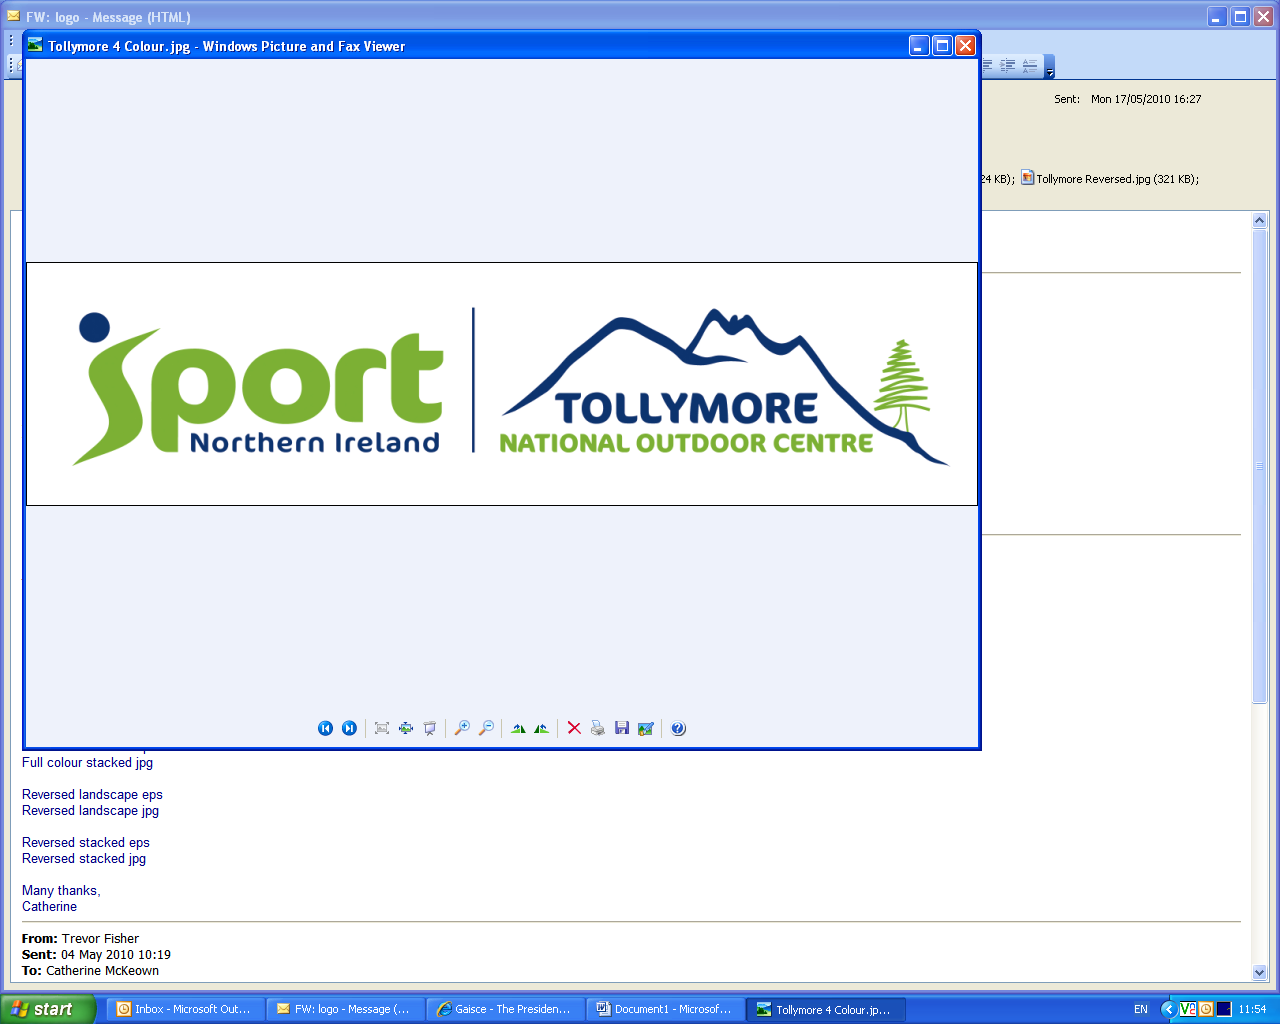 FW: logo - Message (HTML)
Tollymore 4 Colour.jpg - Windows Picture and Fax Viewer
Sent: Mon 17/05/2010 16:27
24 KB); Tollymore Reversed.jpg (321 KB);
Sport
Northern Ireland
TOLLYMORE
NATIONAL OUTDOOR CENTRE
Full colour stacked jpg
Reversed landscape eps
Reversed landscape jpg
Reversed stacked eps
Reversed stacked jpg
Many thanks,
Catherine
From: Trevor Fisher
Sent: 04 May 2010 10:19
To: Catherine McKeown
start
Inbox - Microsoft Out...
FW: logo - Message (...
Gaisce - The Presiden...
Document1 - Microsof...
Tollymore 4 Colour.jp...
EN
11:54